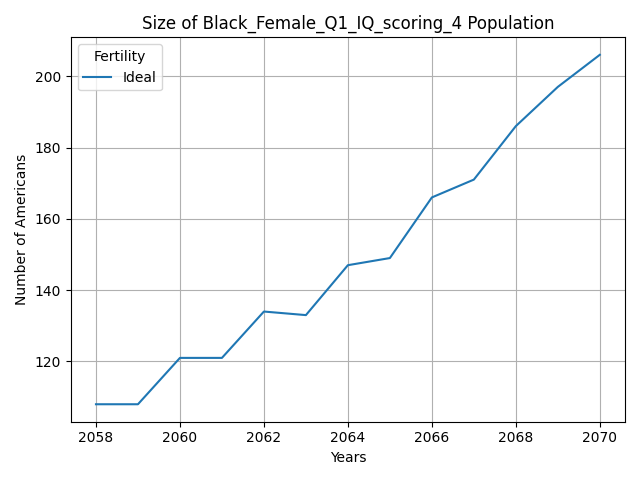 Size of Black_Female_Q1_IQ_scoring_4 Population
Fertility
Ideal
Number of Americans
200
180
160
140
120
2058 2060 2062 2064 2066 2068 2070
Years